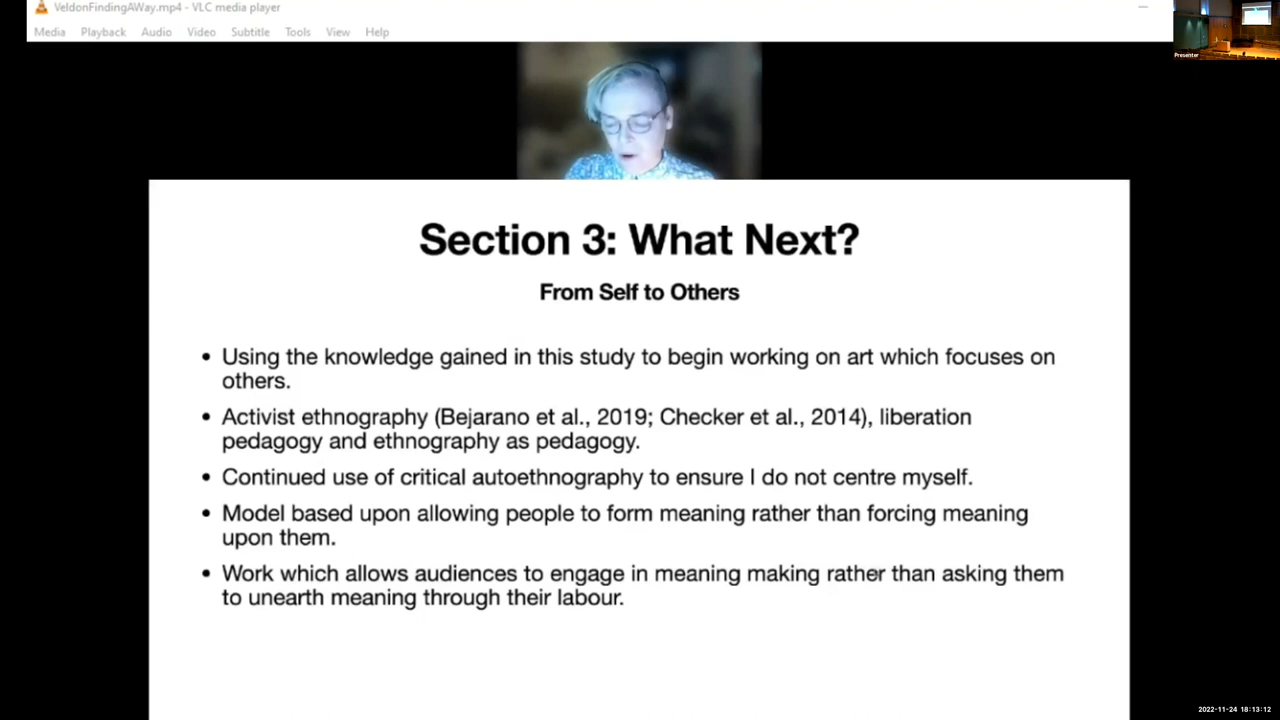 VeldonFindingAWay.mp4 - VLC media player
Media Playback Audio Video Subtitle Tools View Help
Presenter
Section 3: What Next?
From Self to Others
• Using the knowledge gained in this study to begin working on art which focuses on
others.
• Activist ethnography (Bejarano et al., 2019; Checker et al., 2014), liberation
pedagogy and ethnography as pedagogy.
• Continued use of critical autoethnography to ensure I do not centre myself.
• Model based upon allowing people to form meaning rather than forcing meaning
upon them.
• Work which allows audiences to engage in meaning making rather than asking them
to unearth meaning through their labour.
2022-11-24 18:13:12